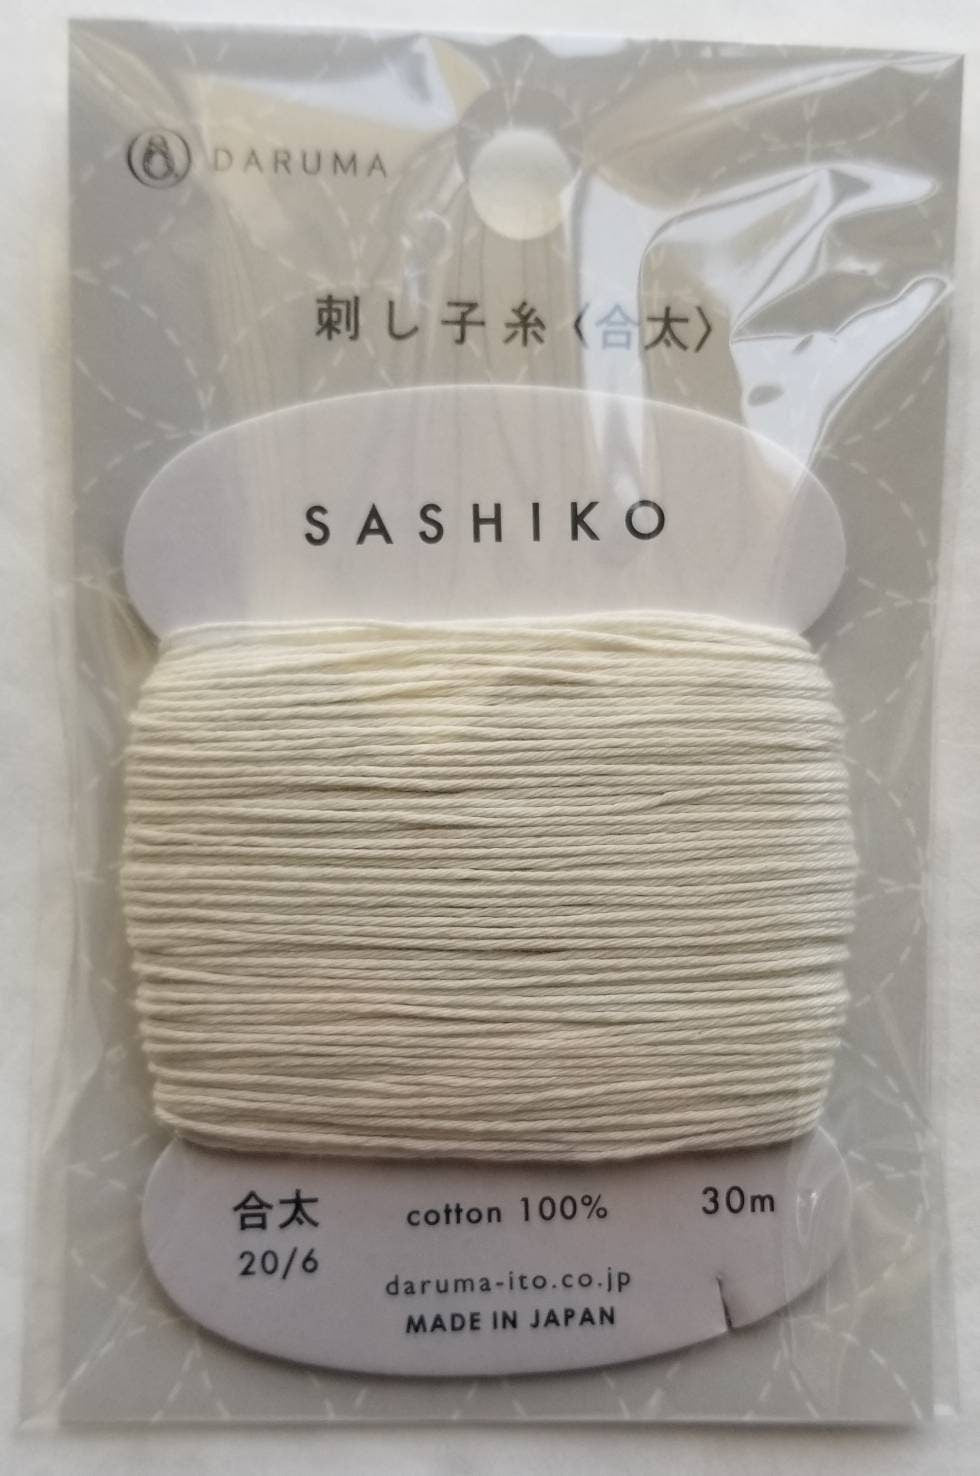 DARUMA
刺し子糸〈合太〉
SASHIKO
合太 cotton 100% 30m
20/6
daruma-ito.co.jp
MADE IN JAPAN